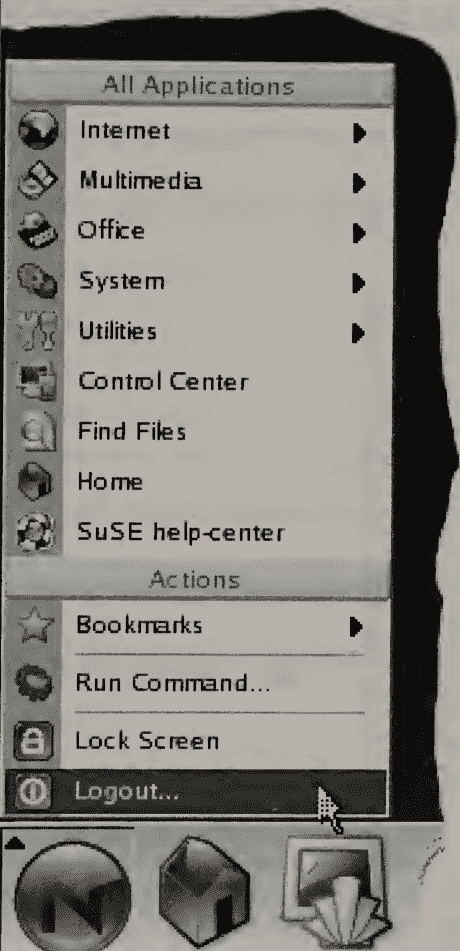 All Applications
Internet
Multimedia
Office
System
Utilities
Control Center
Find Files
Home
SuSE help-center
Actions
Bookmarks
Run Command...
Lock Screen
Logout...
N